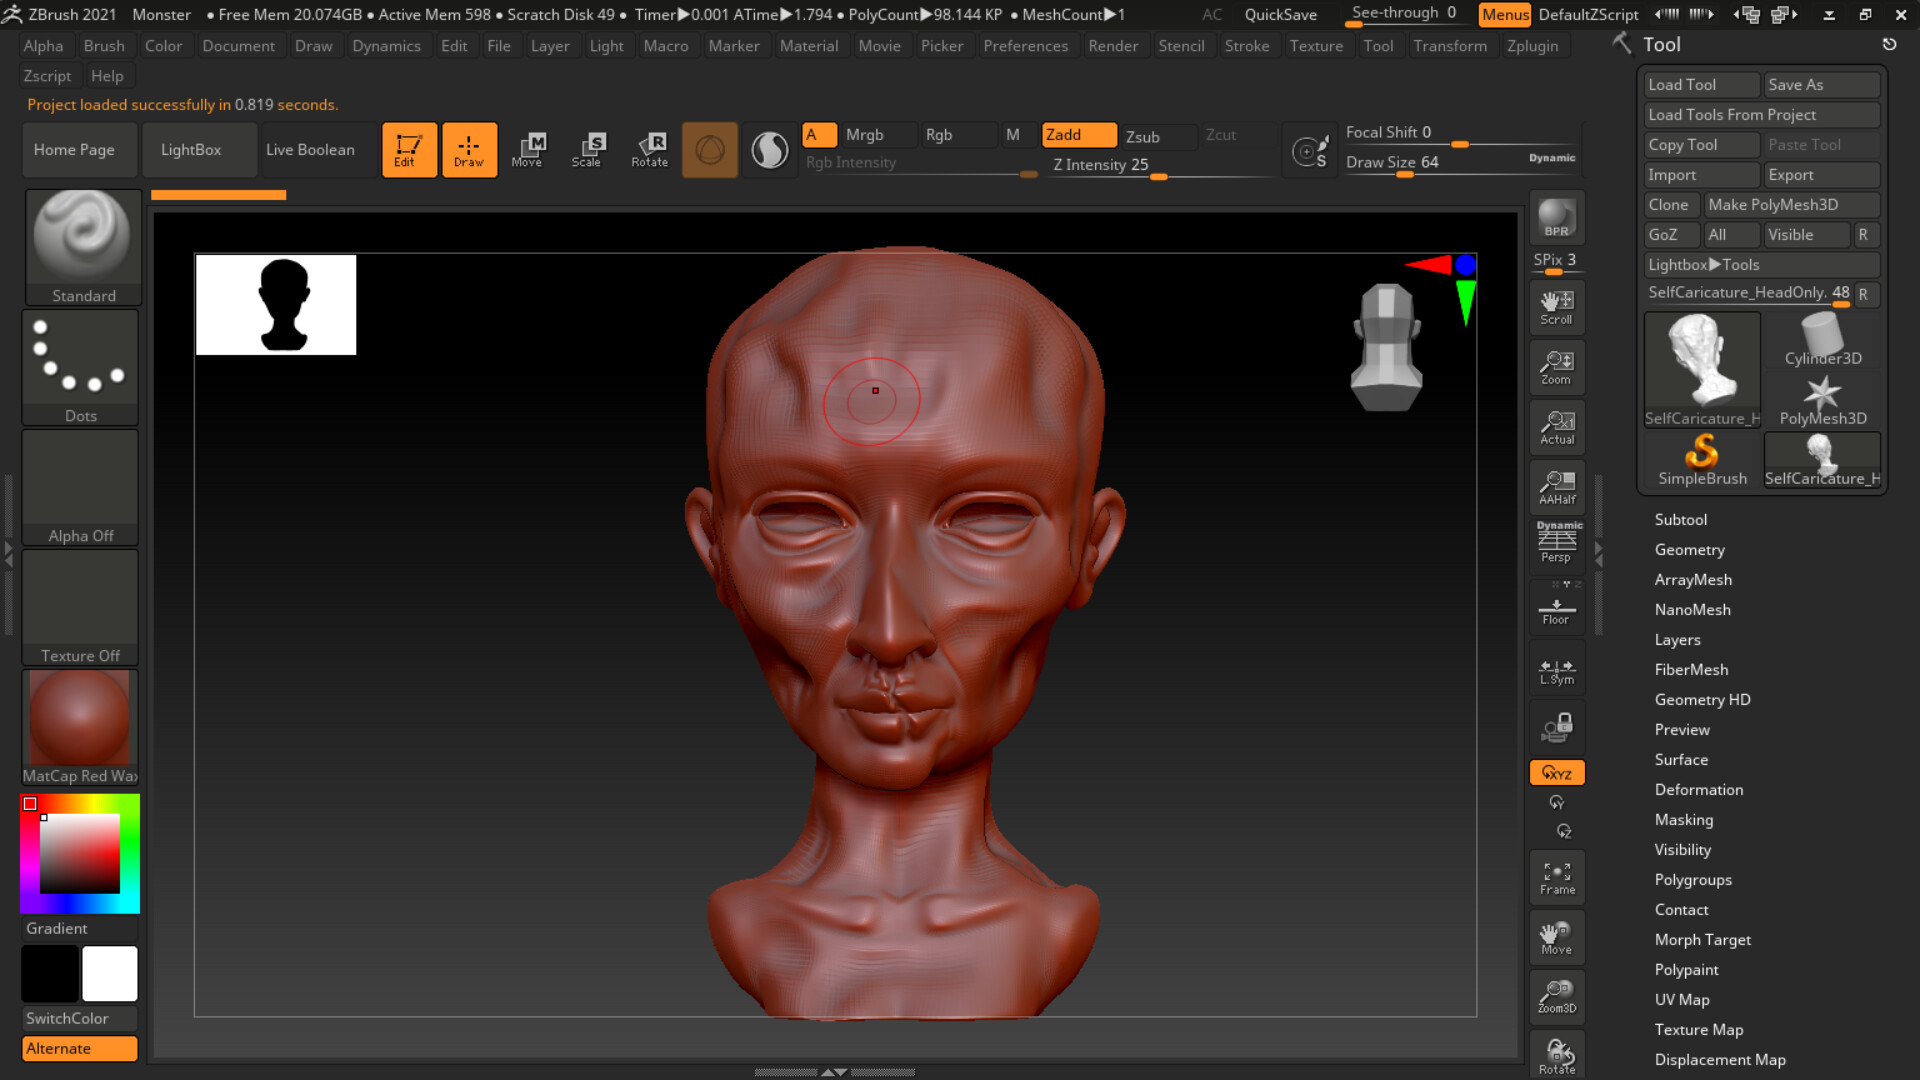 ZBrush 2021 Monster • Free Mem 20.074GB • Active Mem 598 • Scratch Disk 49 • Timer▶0.001 ATime▶1.794 • PolyCount▶98.144 KP • MeshCount▶1 AC QuickSave See-through 0 Menus DefaultZScript
Alpha Brush Color Document Draw Dynamics Edit File Layer Light Macro Marker Material Movie Picker Preferences Render Stencil Stroke Texture Tool Transform Zplugin
Zscript Help
Project loaded successfully in 0.819 seconds.
Home Page LightBox Live Boolean Edit Draw Move Scale Rotate
A Mrgb Rgb M Zadd Zsub Zcut
Rgb Intensity Z Intensity 25
Focal Shift 0
Draw Size 64 Dynamic
Standard
Dots
Alpha Off
Texture Off
MatCap Red Wax
Gradient
SwitchColor
Alternate
BPR
SPix 3
Scroll
Zoom
Actual
AAHalf
Dynamic
Persp
Floor
L.Sym
XYZ
Y
Z
Frame
Move
Zoom3D
Rotate
Tool
Load Tool Save As
Load Tools From Project
Copy Tool Paste Tool
Import Export
Clone Make PolyMesh3D
GoZ All Visible R
Lightbox▶Tools
SelfCaricature_HeadOnly. 48 R
Cylinder3D
SelfCaricature_H PolyMesh3D
SimpleBrush SelfCaricature_H
Subtool
Geometry
ArrayMesh
NanoMesh
Layers
FiberMesh
Geometry HD
Preview
Surface
Deformation
Masking
Visibility
Polygroups
Contact
Morph Target
Polypaint
UV Map
Texture Map
Displacement Map